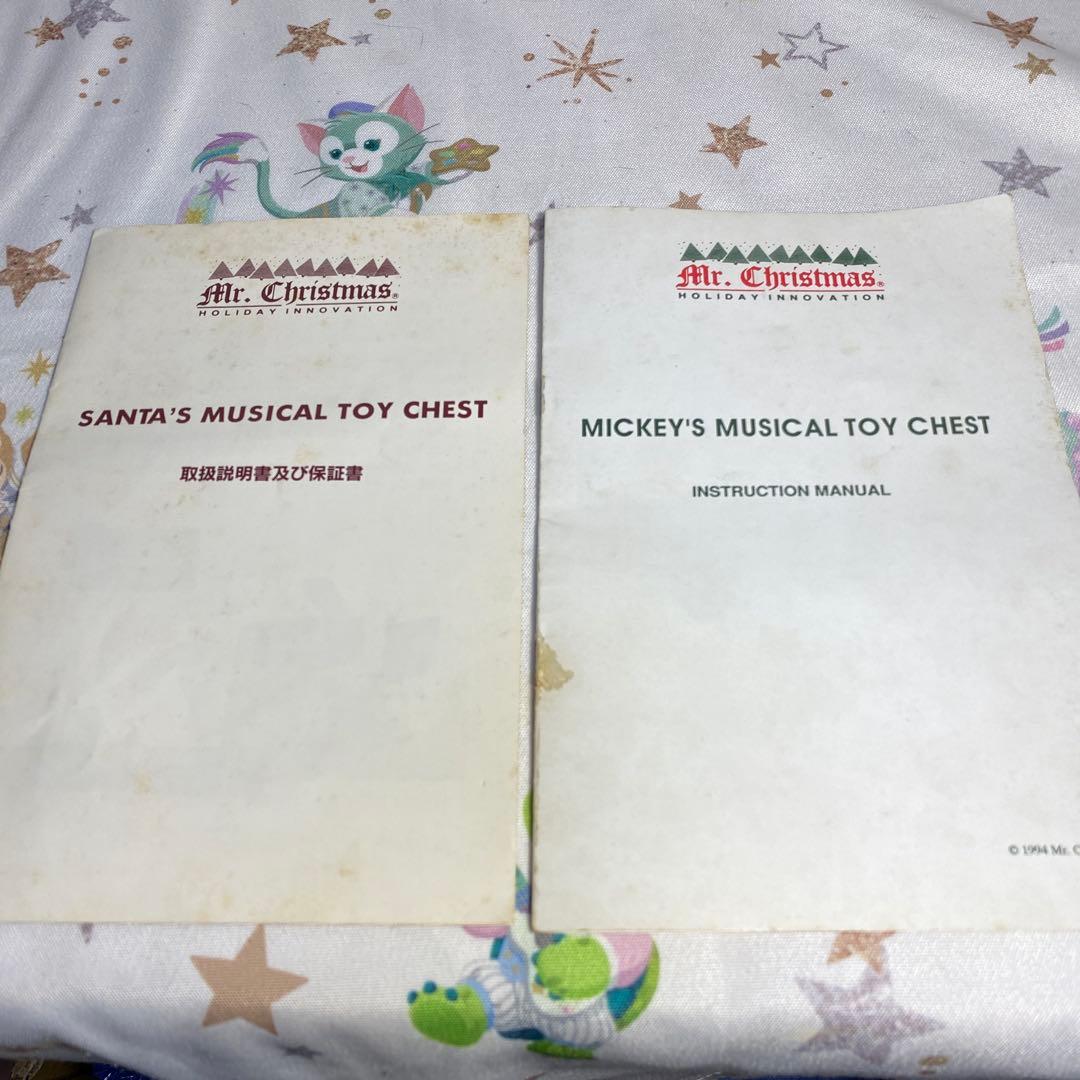 Mr. Christmas®
HOLIDAY INNOVATION
SANTA'S MUSICAL TOY CHEST
取扱説明書及び保証書
Mr. Christmas®
HOLIDAY INNOVATION
MICKEY'S MUSICAL TOY CHEST
INSTRUCTION MANUAL
© 1994 Mr. C